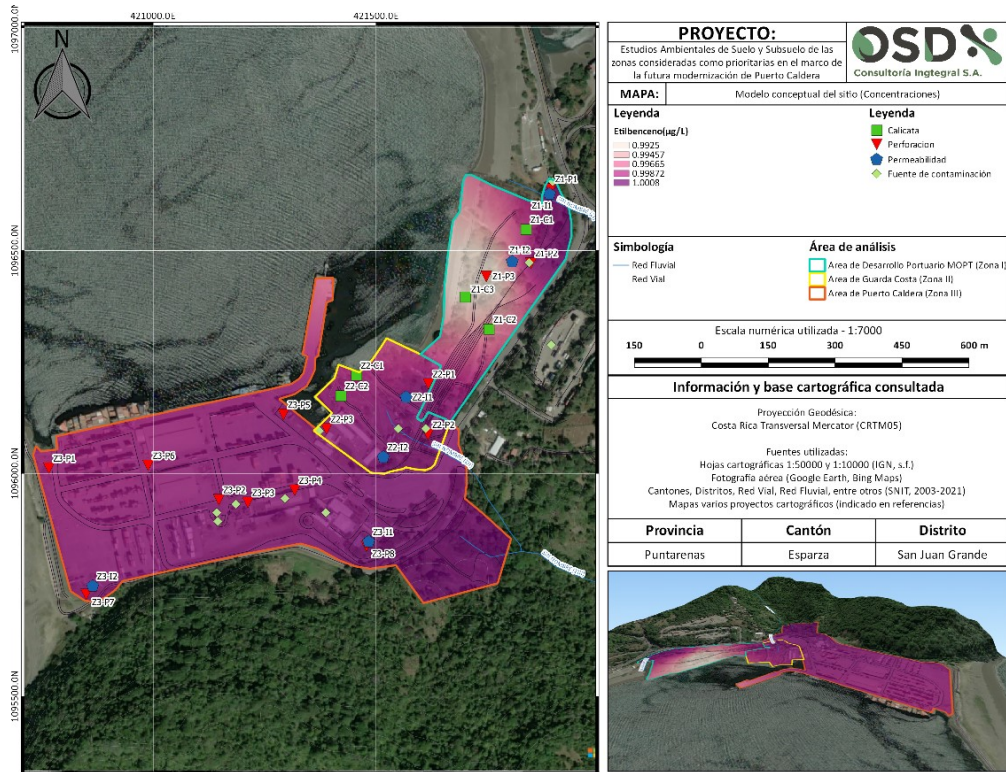 421000.0E 421500.0E
1097000.0N
1096500.0N
1096000.0N
1095500.0N
N
Z1-P1
Z1-I1
Z1-C1
Z1-I2
Z1-P2
Z1-P3
Z1-C3
Z1-C2
Z2-C1
Z2-C2
Z2-P1
Z2-I1
Z3-P5
Z2-P3
Z2-P2
Z2-I2
Z3-P1
Z3-P6
Z3-P4
Z3-P2
Z3-P3
Z3-I1
Z3-P8
Z3-I2
Z3-P7
PROYECTO:
Estudios Ambientales de Suelo y Subsuelo de las
zonas consideradas como prioritarias en el marco de
la futura modernización de Puerto Caldera
OSD
Consultoría Ingtegral S.A.
MAPA: Modelo conceptual del sitio (Concentraciones)
Leyenda
Etilbenceno(µg/L)
0.9925
0.99457
0.99665
0.99872
1.0008
Leyenda
Calicata
Perforacion
Permeabilidad
Fuente de contaminación
Simbología
Red Fluvial
Red Vial
Área de análisis
Area de Desarrollo Portuario MOPT (Zona I)
Area de Guarda Costa (Zona II)
Area de Puerto Caldera (Zona III)
Escala numérica utilizada - 1:7000
150 0 150 300 450 600 m
Información y base cartográfica consultada
Proyección Geodésica:
Costa Rica Transversal Mercator (CRTM05)
Fuentes utilizadas:
Hojas cartográficas 1:50000 y 1:10000 (IGN, s.f.)
Fotografía aérea (Google Earth, Bing Maps)
Cantones, Distritos, Red Vial, Red Fluvial, entre otros (SNIT, 2003-2021)
Mapas varios proyectos cartográficos (indicado en referencias)
Provincia Cantón Distrito
Puntarenas Esparza San Juan Grande